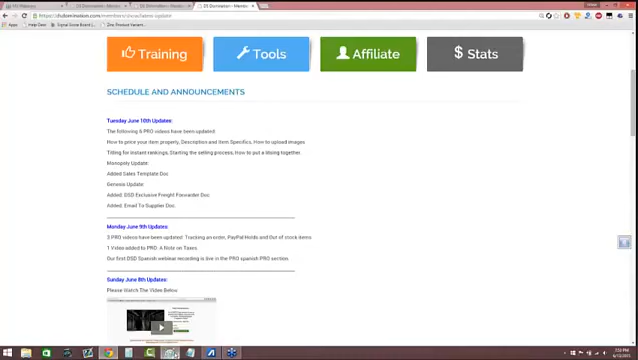 Training
Tools
Affiliate
$ Stats
SCHEDULE AND ANNOUNCEMENTS
Tuesday June 10th Updates:
The following 6 PRO videos have been updated:
How to price your item properly, Description and Item Specifics, How to upload images
Titling for instant rankings, Starting the selling process, How to put a listing together.
Monopoly Update:
Added Sales Template Doc
Genesis Update:
Added: DSD Exclusive Freight Forwarder Doc
Added: Email To Supplier Doc.
Monday June 9th Updates:
3 PRO videos have been updated: Tracking an order, PayPal Holds and Out of stock items
1 Video added to PRO: A Note on Taxes.
Our first DSD Spanish webinar recording is live in the PRO spanish PRO section.
Sunday June 8th Updates:
Please Watch The Video Below